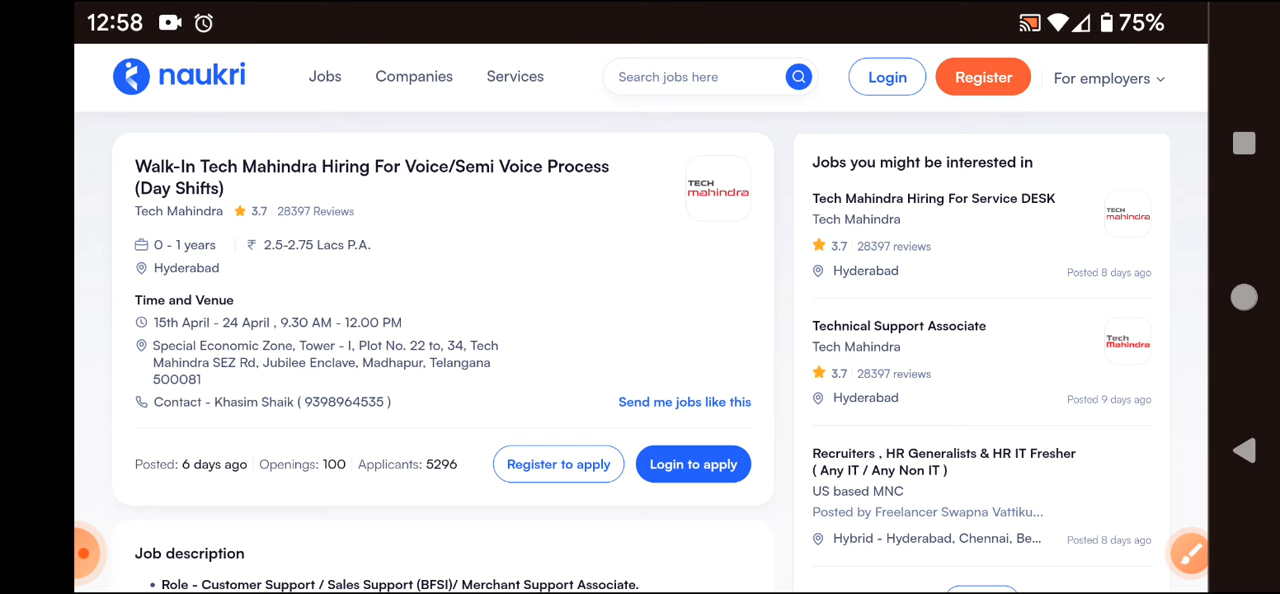 12:58
75%
naukri
Jobs
Companies
Services
Search jobs here
Login
Register
For employers
Walk-In Tech Mahindra Hiring For Voice/Semi Voice Process
(Day Shifts)
TECH
mahindra
Tech Mahindra
3.7
28397 Reviews
0 - 1 years
₹ 2.5-2.75 Lacs P.A.
Hyderabad
Time and Venue
15th April - 24 April , 9.30 AM - 12.00 PM
Special Economic Zone, Tower - I, Plot No. 22 to, 34, Tech
Mahindra SEZ Rd, Jubilee Enclave, Madhapur, Telangana
500081
Contact - Khasim Shaik ( 9398964535 )
Send me jobs like this
Posted: 6 days ago
Openings: 100
Applicants: 5296
Register to apply
Login to apply
Job description
• Role - Customer Support / Sales Support (BFSI)/ Merchant Support Associate.
Jobs you might be interested in
Tech Mahindra Hiring For Service DESK
Tech Mahindra
TECH
mahindra
3.7
28397 reviews
Hyderabad
Posted 8 days ago
Technical Support Associate
Tech Mahindra
Tech
Mahindra
3.7
28397 reviews
Hyderabad
Posted 9 days ago
Recruiters , HR Generalists & HR IT Fresher
( Any IT / Any Non IT )
US based MNC
Posted by Freelancer Swapna Vattiku...
Hybrid - Hyderabad, Chennai, Be...
Posted 8 days ago